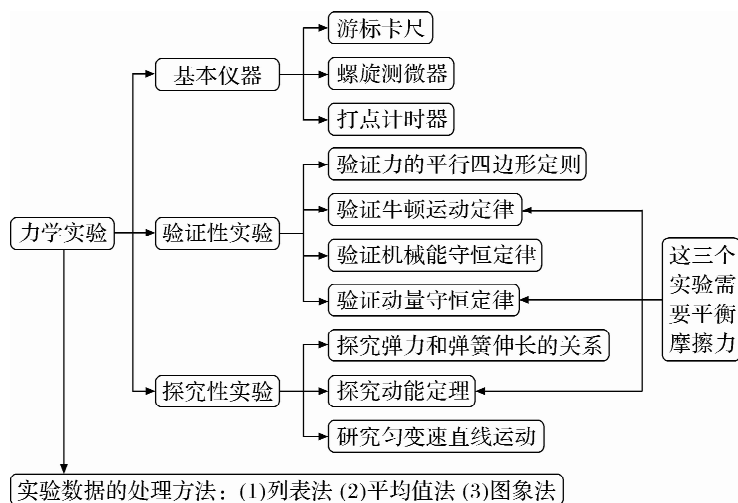 游标卡尺
基本仪器
螺旋测微器
打点计时器
验证力的平行四边形定则
验证牛顿运动定律
力学实验
验证性实验
验证机械能守恒定律
验证动量守恒定律
这三个
实验需
要平衡
摩擦力
探究弹力和弹簧伸长的关系
探究性实验
探究动能定理
研究匀变速直线运动
实验数据的处理方法：(1)列表法 (2)平均值法 (3)图象法